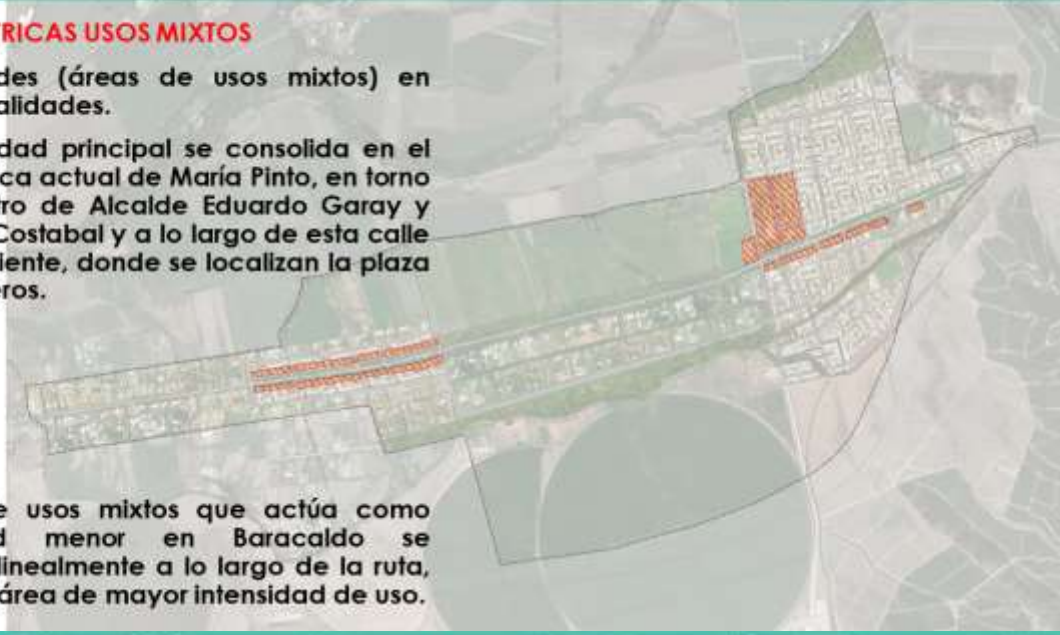 RICAS USOS MIXTOS
des (áreas de usos mixtos) en
alidades.
dad principal se consolida en el
ca actual de María Pinto, en torno
ro de Alcalde Eduardo Garay y
Costabal y a lo largo de esta calle
iente, donde se localizan la plaza
ros.
e usos mixtos que actúa como
d menor en Baracaldo se
linealmente a lo largo de la ruta,
área de mayor intensidad de uso.